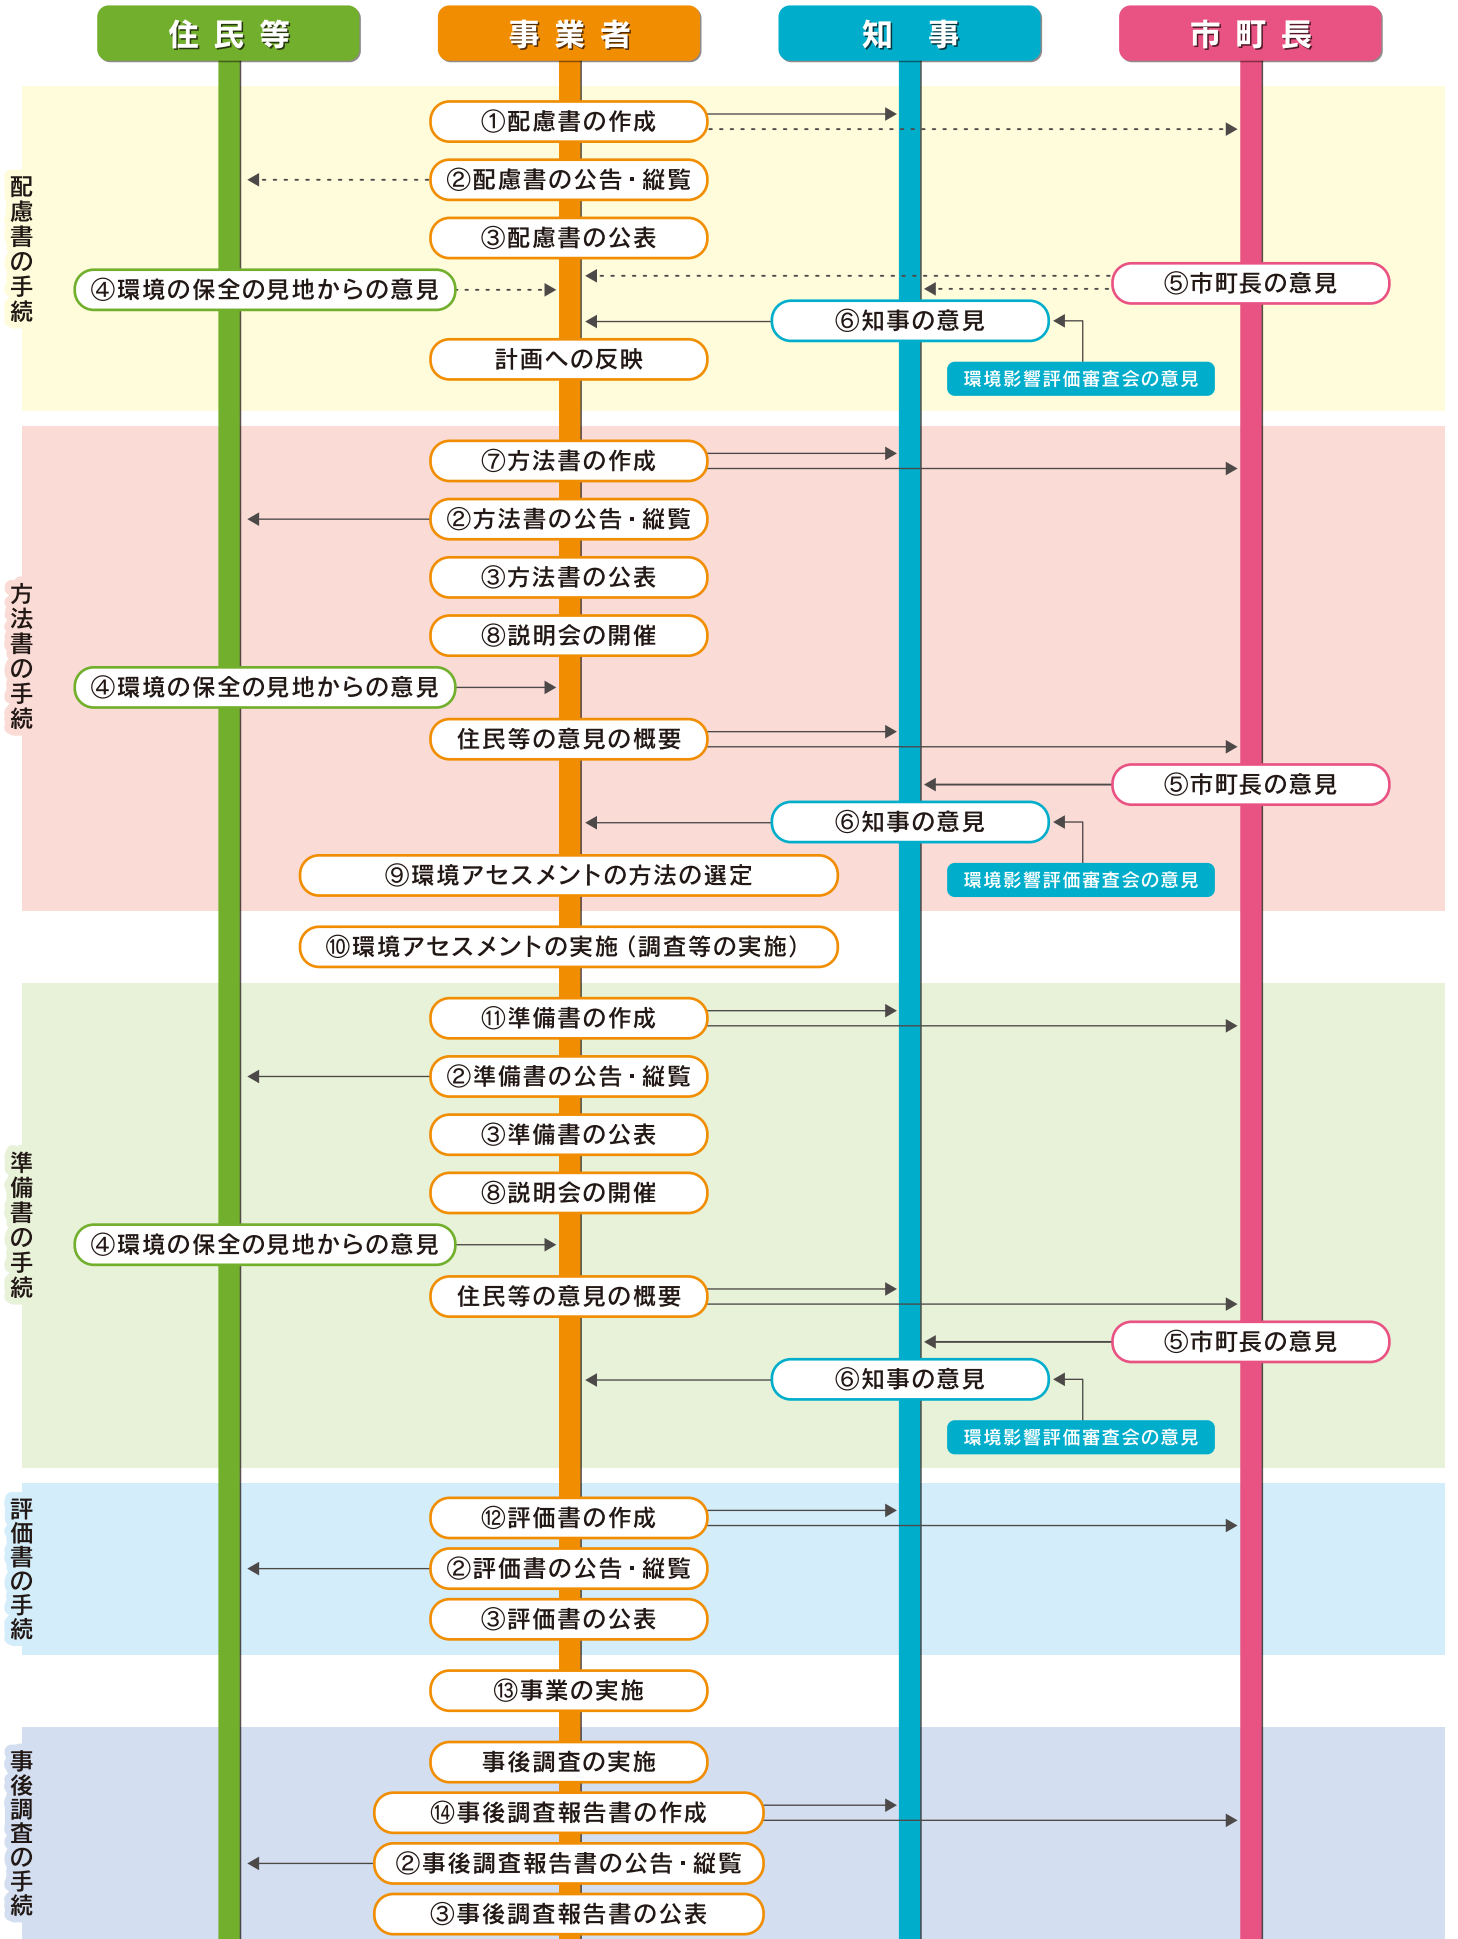 住民等
事業者
知事
市町長
配慮書の手続
①配慮書の作成
②配慮書の公告・縦覧
③配慮書の公表
④環境の保全の見地からの意見
⑤市町長の意見
⑥知事の意見
計画への反映
環境影響評価審査会の意見
方法書の手続
⑦方法書の作成
②方法書の公告・縦覧
③方法書の公表
⑧説明会の開催
④環境の保全の見地からの意見
住民等の意見の概要
⑤市町長の意見
⑥知事の意見
⑨環境アセスメントの方法の選定
環境影響評価審査会の意見
⑩環境アセスメントの実施（調査等の実施）
準備書の手続
⑪準備書の作成
②準備書の公告・縦覧
③準備書の公表
⑧説明会の開催
④環境の保全の見地からの意見
住民等の意見の概要
⑤市町長の意見
⑥知事の意見
環境影響評価審査会の意見
評価書の手続
⑫評価書の作成
②評価書の公告・縦覧
③評価書の公表
⑬事業の実施
事後調査の手続
事後調査の実施
⑭事後調査報告書の作成
②事後調査報告書の公告・縦覧
③事後調査報告書の公表